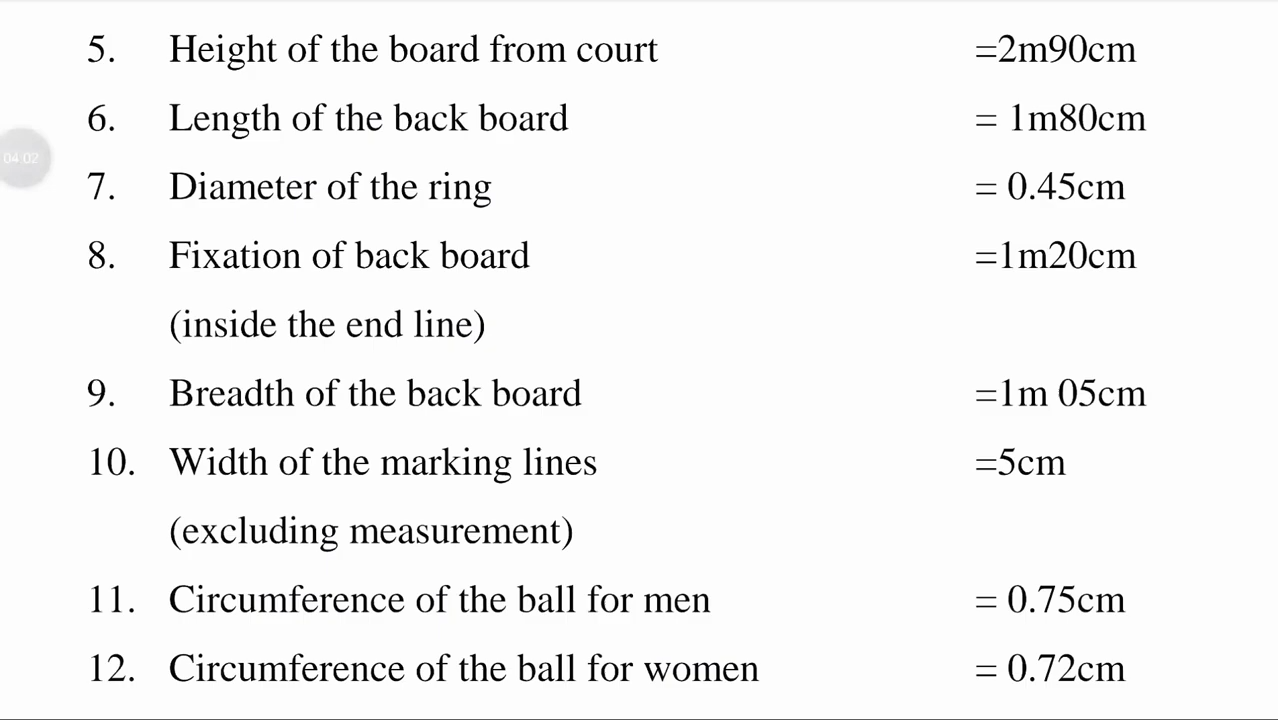 5. Height of the board from court =2m90cm
6. Length of the back board = 1m80cm
04:02
7. Diameter of the ring = 0.45cm
8. Fixation of back board =1m20cm
(inside the end line)
9. Breadth of the back board =1m 05cm
10. Width of the marking lines =5cm
(excluding measurement)
11. Circumference of the ball for men = 0.75cm
12. Circumference of the ball for women = 0.72cm